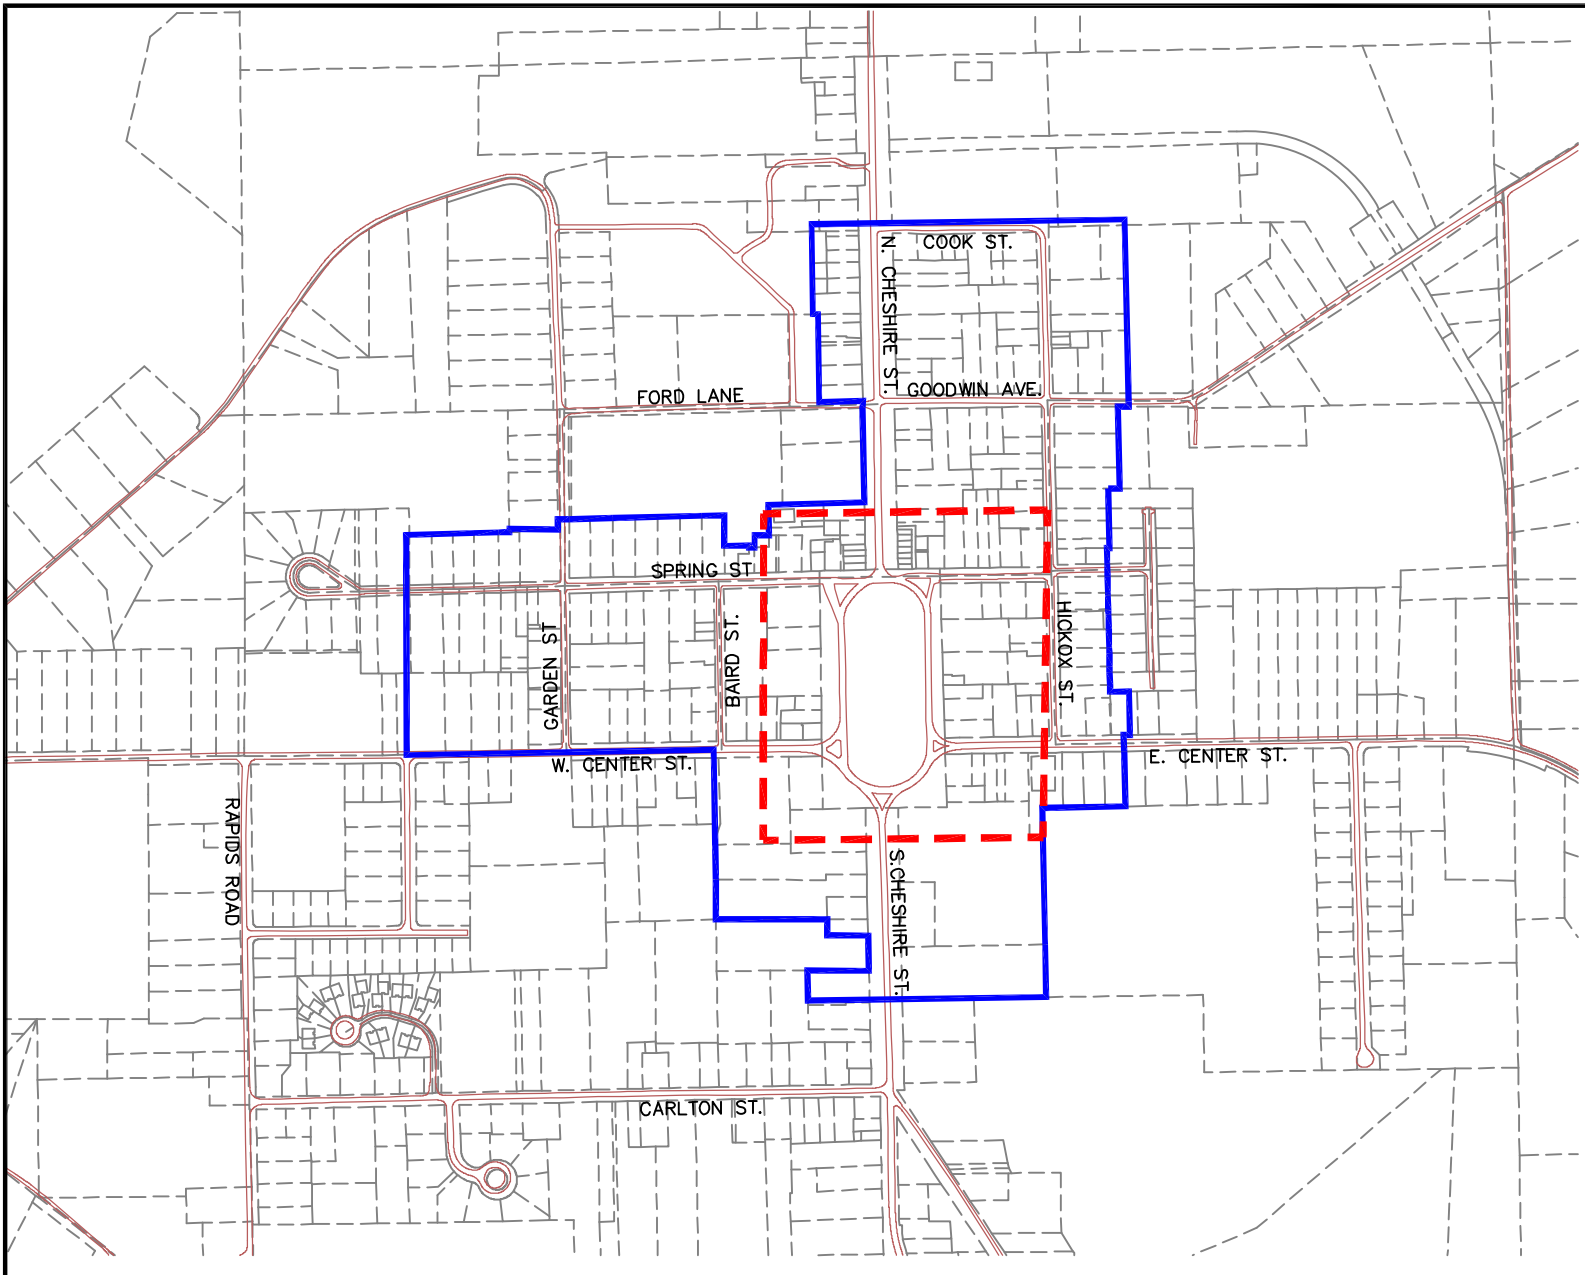 COOK ST.
N. CHESHIRE ST.
FORD LANE
GOODWIN AVE.
SPRING ST
HICKOX ST.
GARDEN ST
BAIRD ST.
W. CENTER ST.
E. CENTER ST.
RAPIDS ROAD
S.CHESHIRE ST.
CARLTON ST.